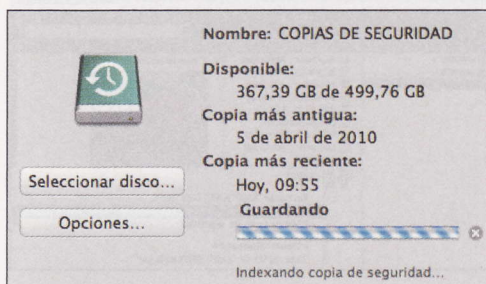 Nombre: COPIAS DE SEGURIDAD
Disponible:
367,39 GB de 499,76 GB
Copia más antigua:
5 de abril de 2010
Copia más reciente:
Hoy, 09:55
Guardando
Indexando copia de seguridad...
Seleccionar disco...
Opciones...